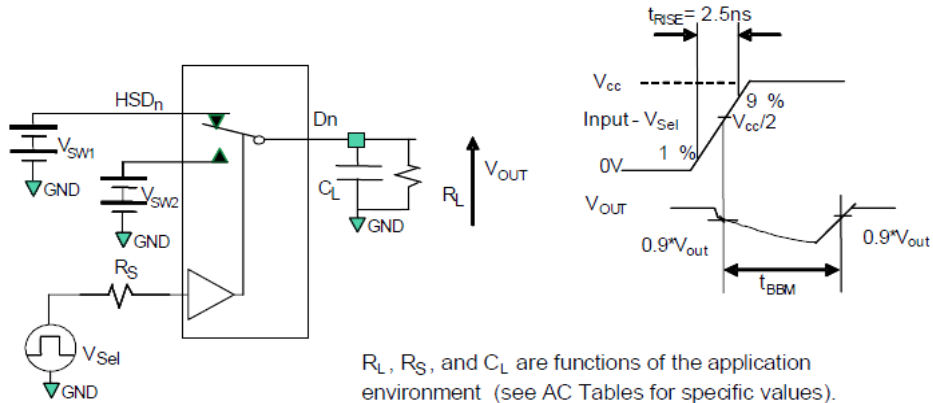 tRISE= 2.5ns
Vcc
HSDn
Dn
Input - VSel
9 %
Vcc/2
VSW1
GND
VSW2
GND
CL
RL
VOUT
GND
1 %
0V
VOUT
0.9*Vout
0.9*Vout
tBBM
RS
VSel
GND
RL , RS, and CL are functions of the application
environment (see AC Tables for specific values).